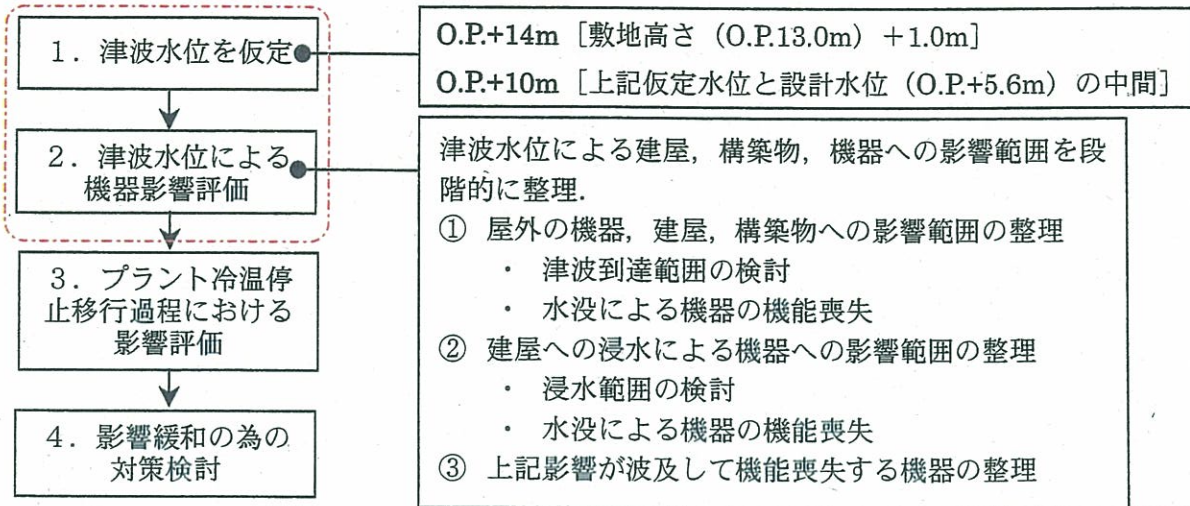 1．津波水位を仮定
O.P.+14m［敷地高さ（O.P.13.0m）＋1.0m］
O.P.+10m［上記仮定水位と設計水位（O.P.+5.6m）の中間］
2．津波水位による
機器影響評価
津波水位による建屋，構築物，機器への影響範囲を段
階的に整理．
① 屋外の機器，建屋，構築物への影響範囲の整理
・ 津波到達範囲の検討
・ 水没による機器の機能喪失
② 建屋への浸水による機器への影響範囲の整理
・ 浸水範囲の検討
・ 水没による機器の機能喪失
③ 上記影響が波及して機能喪失する機器の整理
3．プラント冷温停
止移行過程における
影響評価
4．影響緩和の為の
対策検討